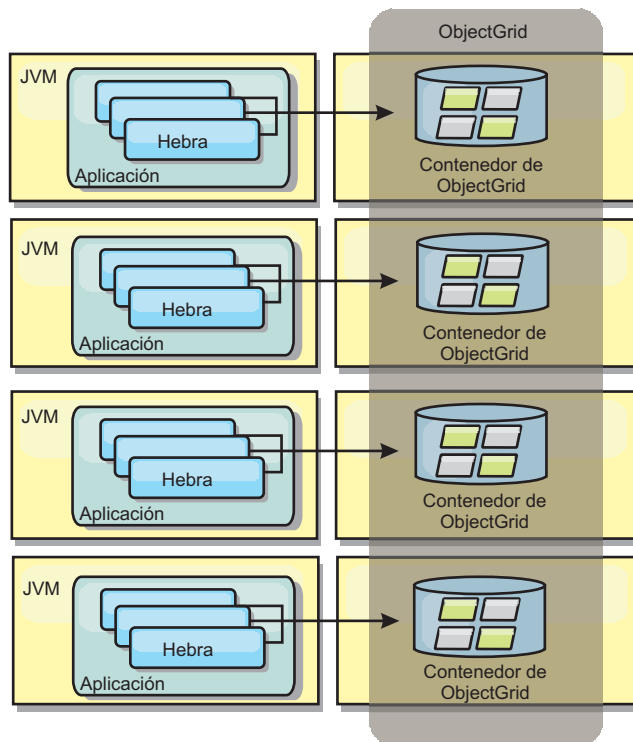 ObjectGrid
JVM
Hebra
Aplicación
Contenedor de
ObjectGrid
JVM
Hebra
Aplicación
Contenedor de
ObjectGrid
JVM
Hebra
Aplicación
Contenedor de
ObjectGrid
JVM
Hebra
Aplicación
Contenedor de
ObjectGrid